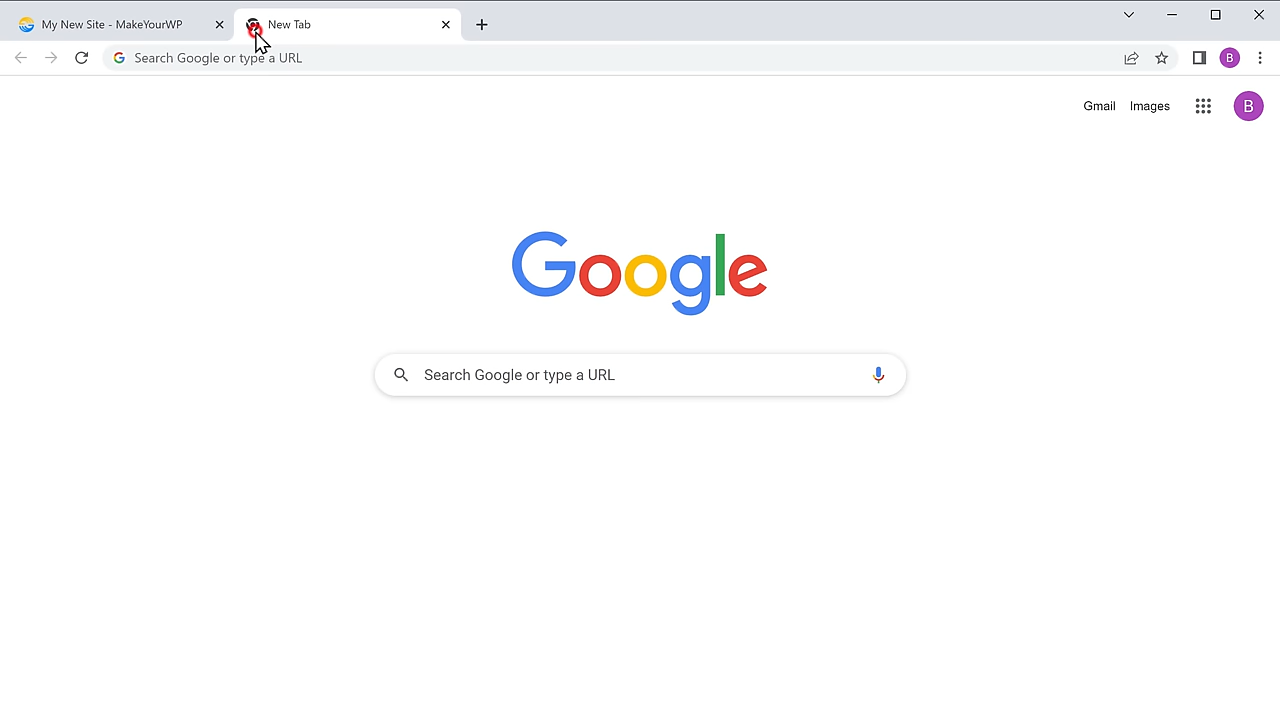 My New Site - MakeYourWP
New Tab
Search Google or type a URL
B
Gmail
Images
B
Google
Search Google or type a URL